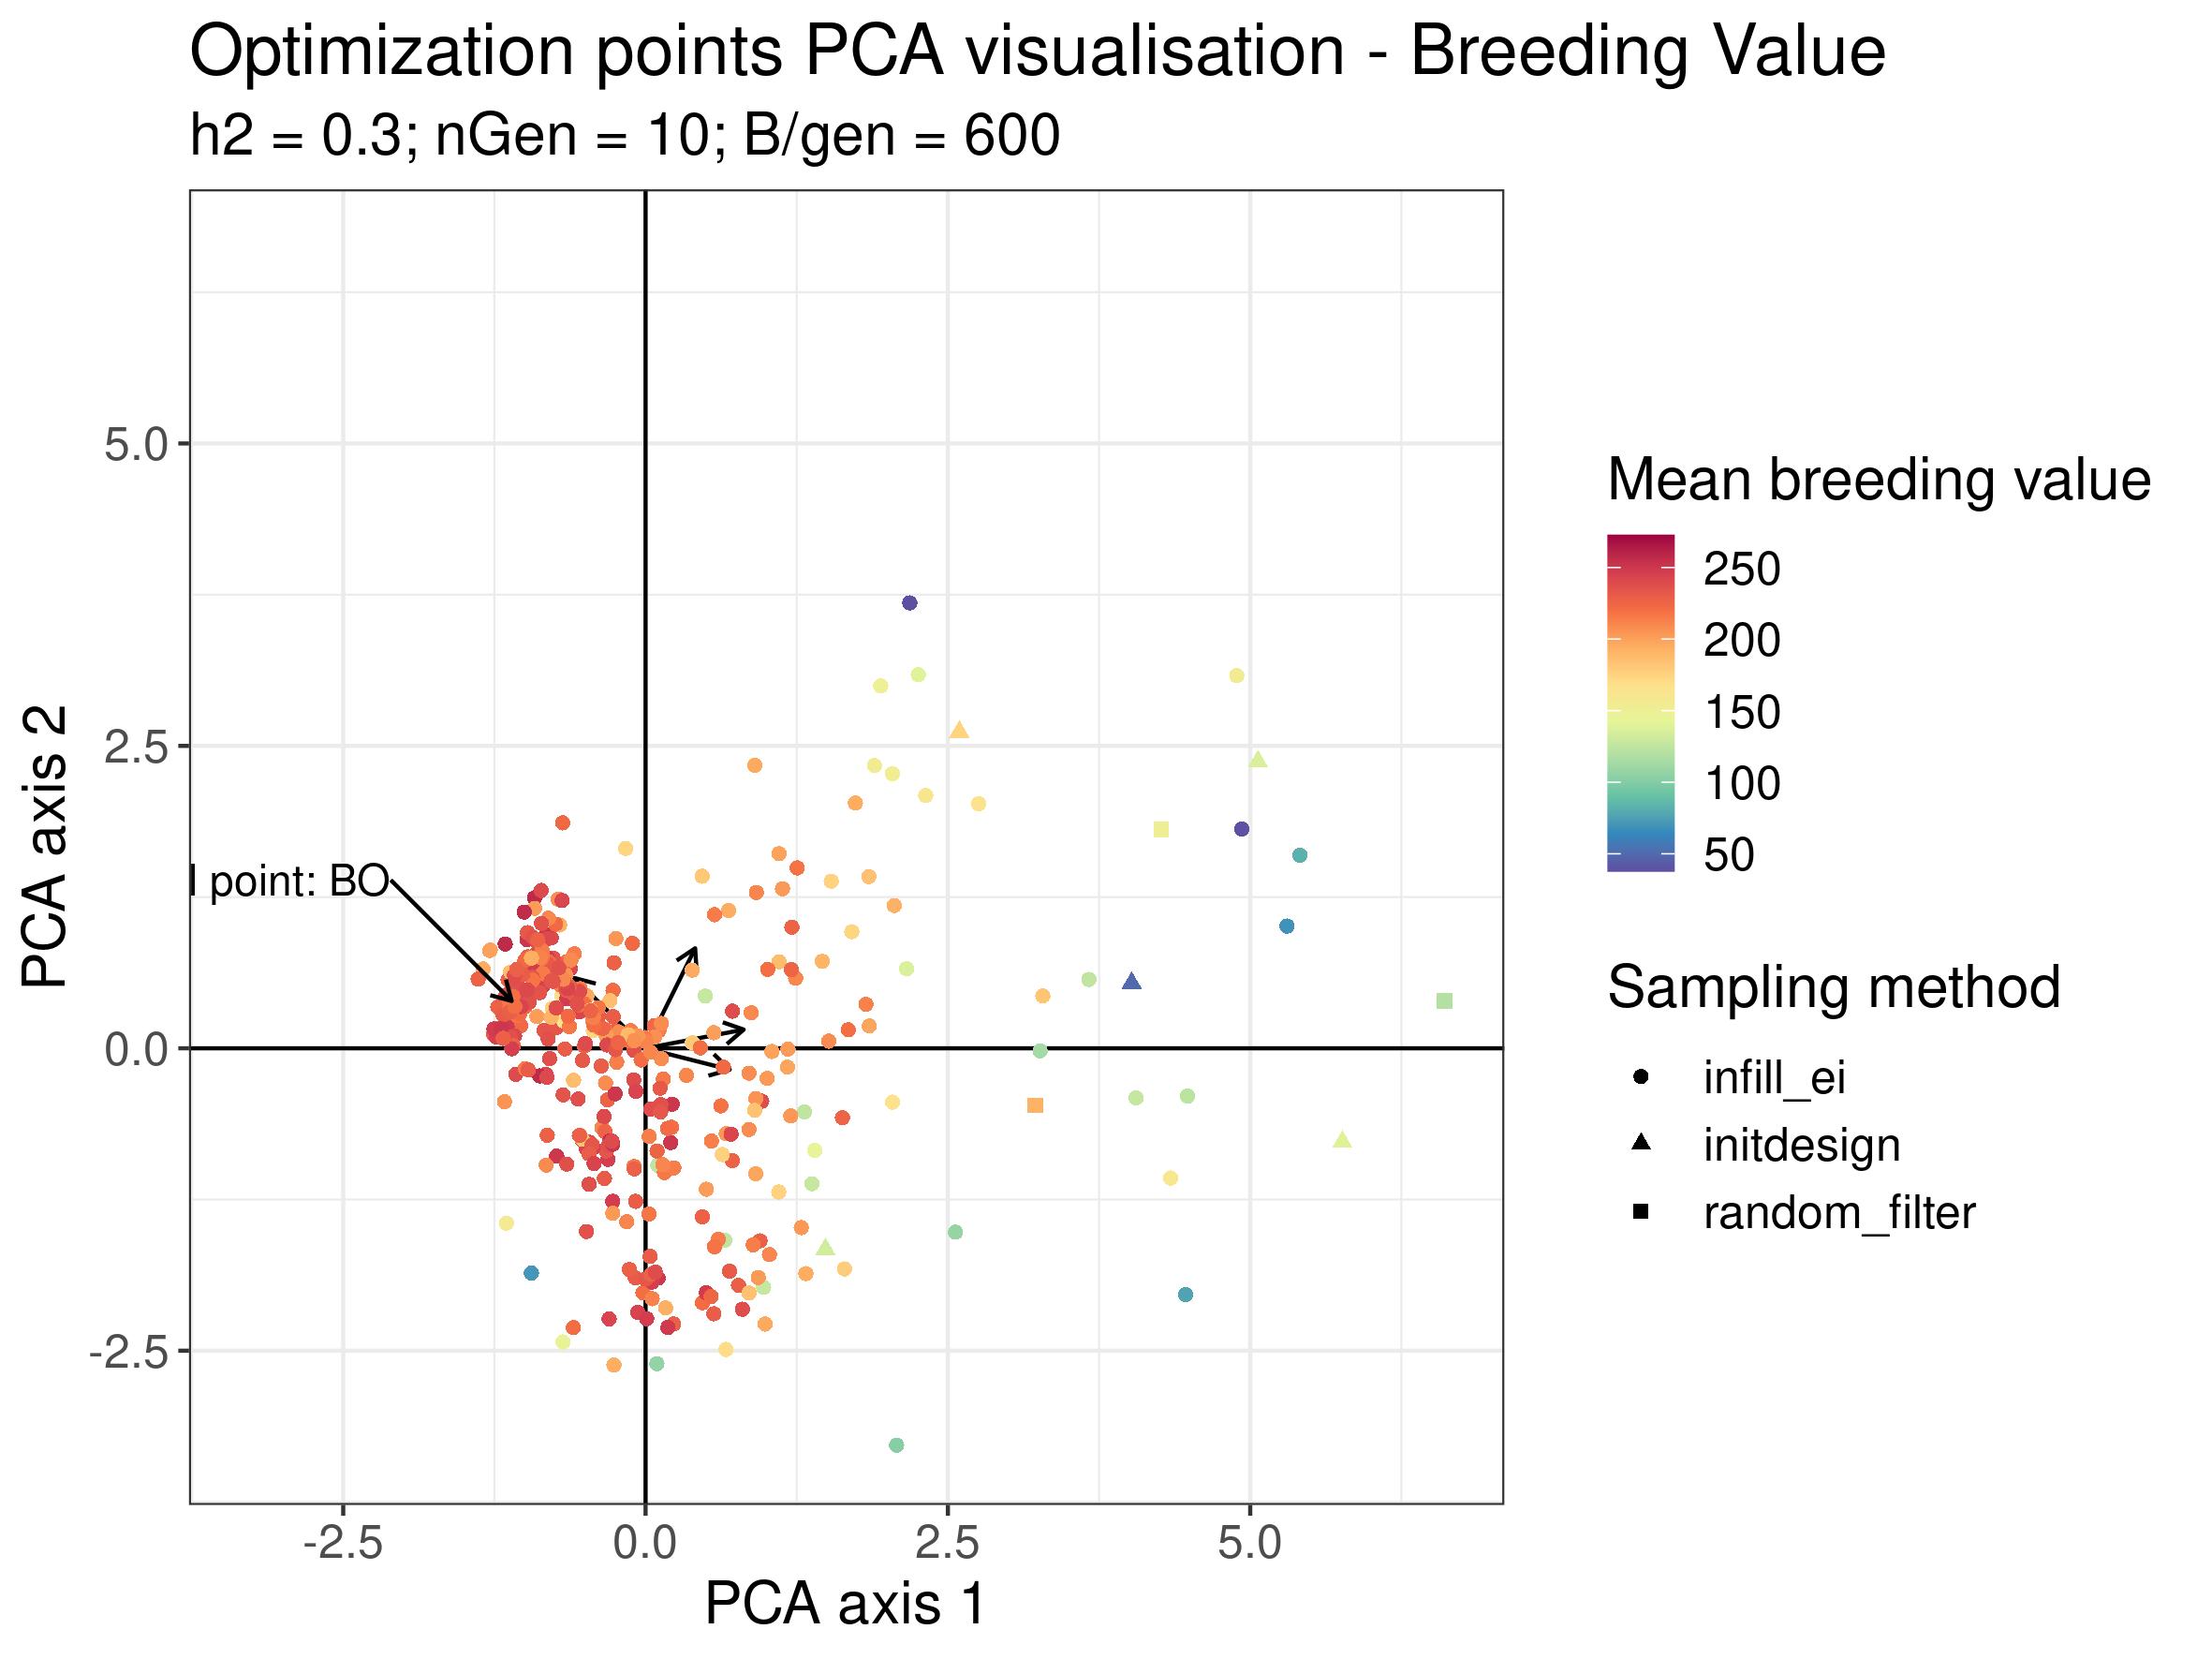 Optimization points PCA visualisation - Breeding Value
h2 = 0.3; nGen = 10; B/gen = 600
PCA axis 2
5.0
2.5
0.0
-2.5
point: BO
-2.5
0.0
2.5
5.0
PCA axis 1
Mean breeding value
250
200
150
100
50
Sampling method
infill_ei
initdesign
random_filter